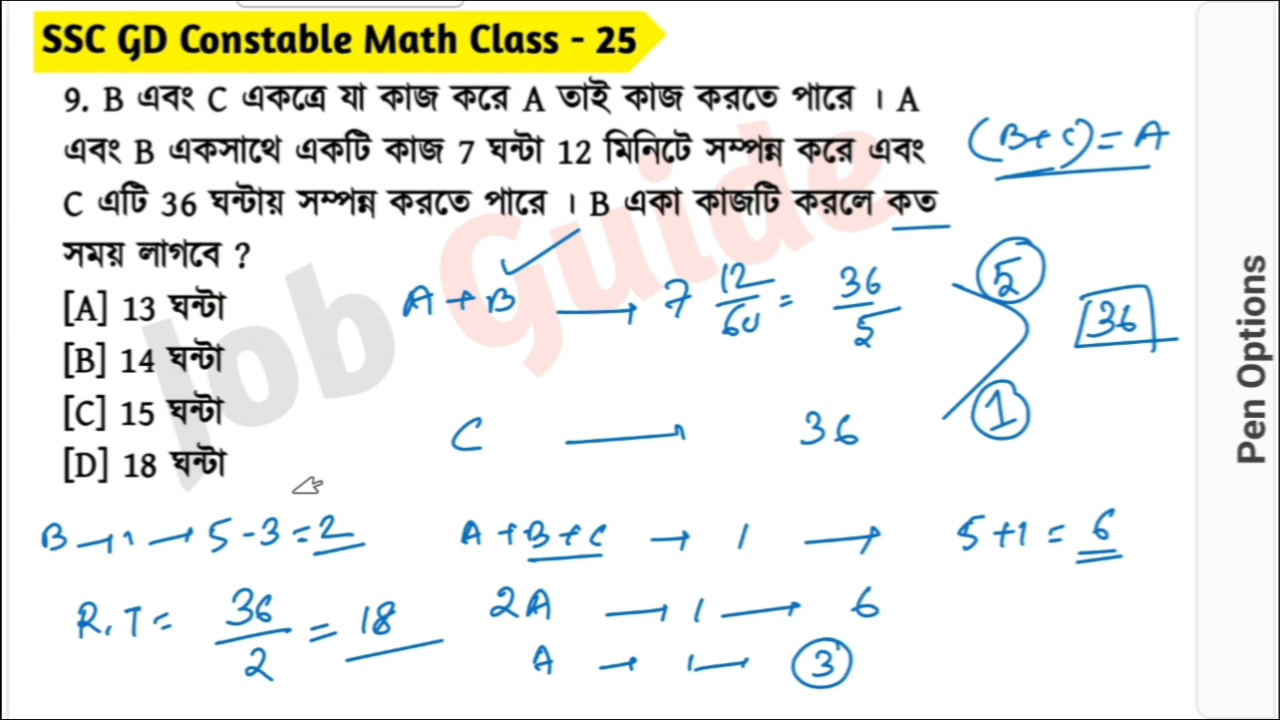 SSC GD Constable Math Class - 25
9. B এবং C একত্রে যা কাজ করে A তাই কাজ করতে পারে । A
এবং B একসাথে একটি কাজ 7 ঘন্টা 12 মিনিটে সম্পন্ন করে এবং
C এটি 36 ঘন্টায় সম্পন্ন করতে পারে । B একা কাজটি করলে কত
সময় লাগবে ?
[A] 13 ঘন্টা
[B] 14 ঘন্টা
[C] 15 ঘন্টা
[D] 18 ঘন্টা
(B+C) = A
A + B → 7 12/60 = 36/5
5
36
C → 36
1
A + B + C → 1 → 5+1 = 6
2A → 1 → 6
A → 1 → 3
B → 1 → 5-3 = 2
R.T = 36/2 = 18
Job Guide
Pen Options